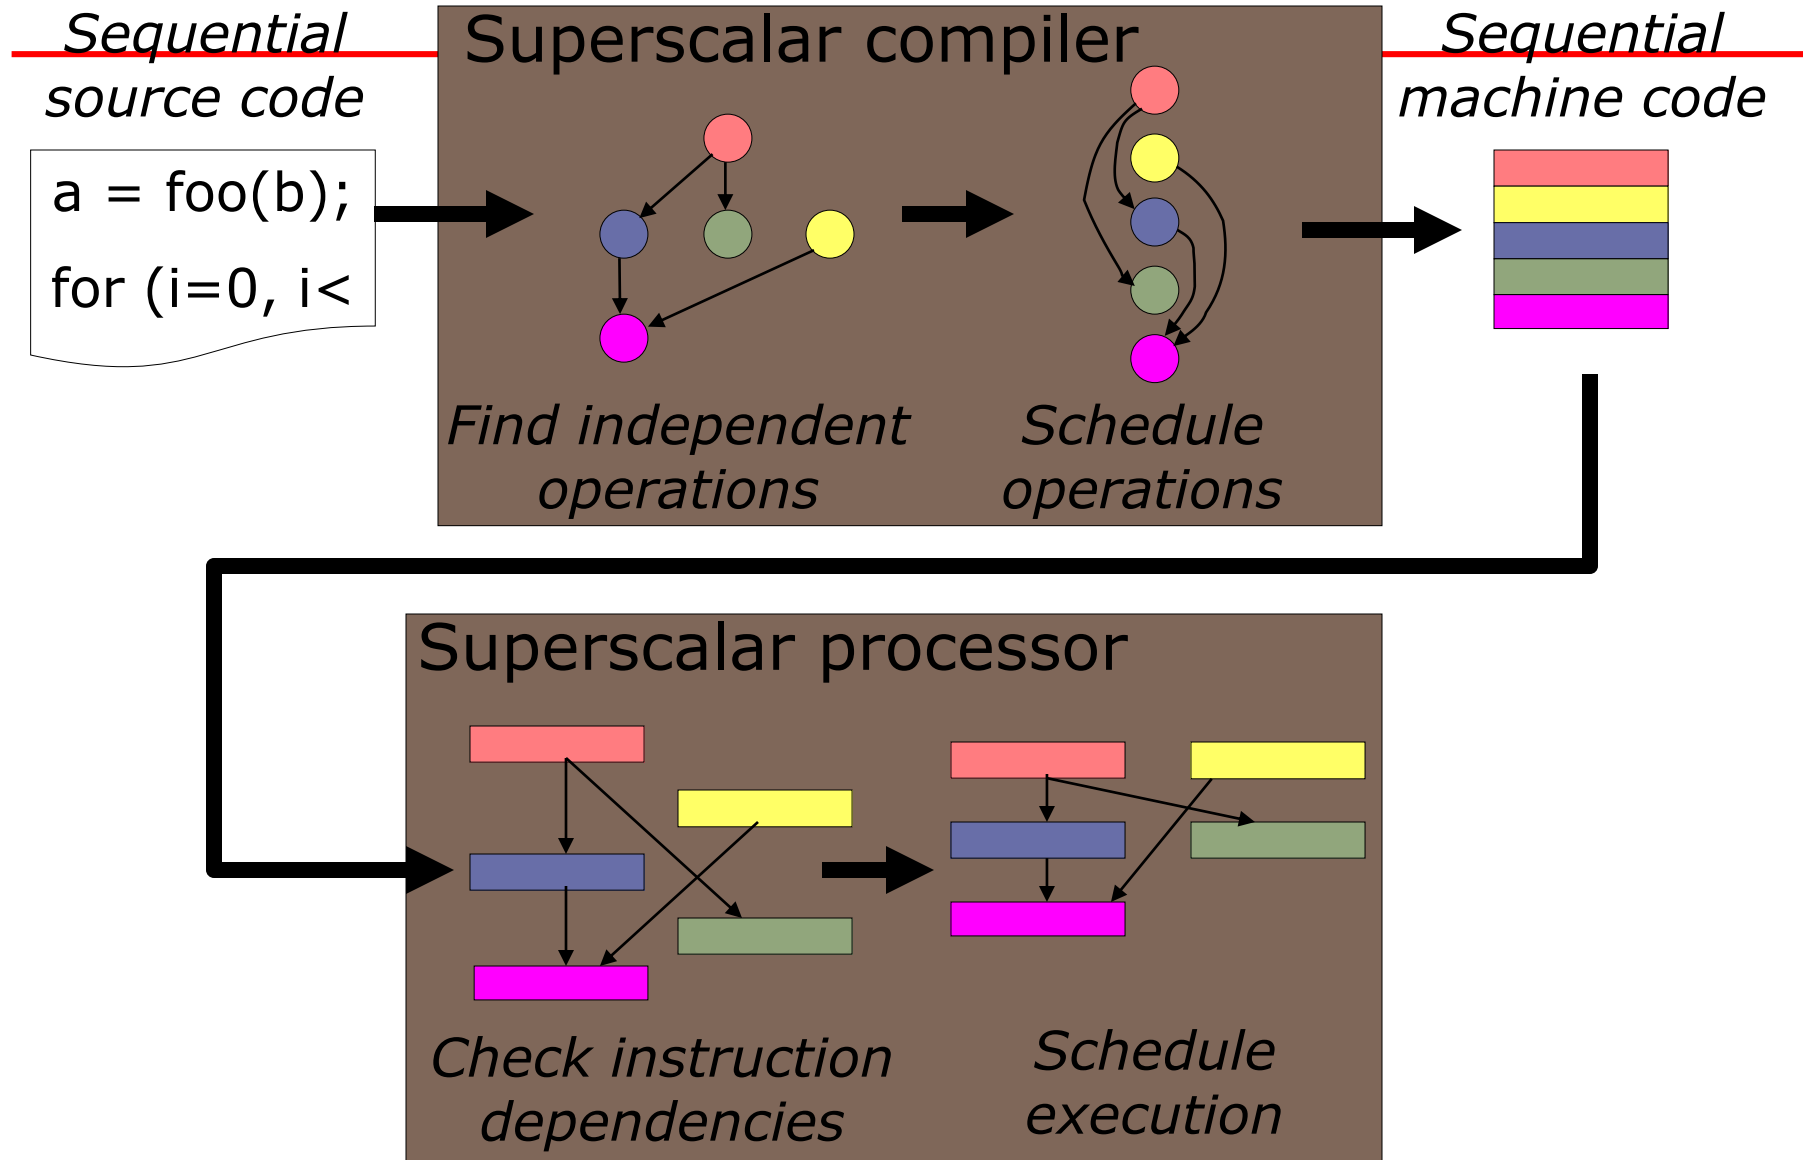 Sequential
source code
a = foo(b);
for (i=0, i<
Superscalar compiler
Find independent
operations
Schedule
operations
Sequential
machine code
Superscalar processor
Check instruction
dependencies
Schedule
execution